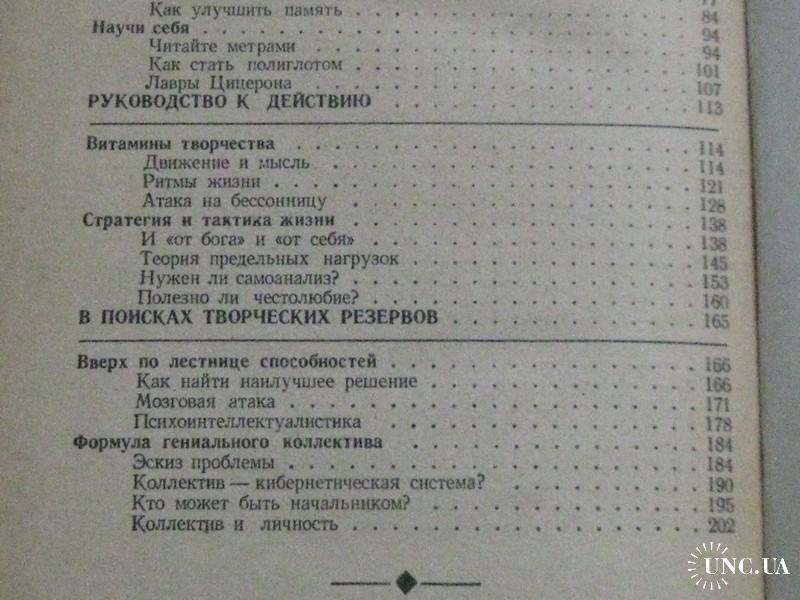 77
Как улучшить память . . . . . . . . . . . . . . . . 84
Научи себя . . . . . . . . . . . . . . . . 94
Читайте метрами . . . . . . . . . . . . . . . . 94
Как стать полиглотом . . . . . . . . . . . . . . . . 101
Лавры Цицерона . . . . . . . . . . . . . . . . 107
РУКОВОДСТВО К ДЕЙСТВИЮ . . . . . . . . . . . . . . . . 113
Витамины творчества . . . . . . . . . . . . . . . . 114
Движение и мысль . . . . . . . . . . . . . . . . 114
Ритмы жизни . . . . . . . . . . . . . . . . 121
Атака на бессонницу . . . . . . . . . . . . . . . . 128
Стратегия и тактика жизни . . . . . . . . . . . . . . . . 138
И «от бога» и «от себя» . . . . . . . . . . . . . . . . 138
Теория предельных нагрузок . . . . . . . . . . . . . . . . 145
Нужен ли самоанализ? . . . . . . . . . . . . . . . . 153
Полезно ли честолюбие? . . . . . . . . . . . . . . . . 160
В ПОИСКАХ ТВОРЧЕСКИХ РЕЗЕРВОВ . . . . . . . . . . . . . . . . 165
Вверх по лестнице способностей . . . . . . . . . . . . . . . . 166
Как найти наилучшее решение . . . . . . . . . . . . . . . . 166
Мозговая атака . . . . . . . . . . . . . . . . 171
Психоинтеллектуалистика . . . . . . . . . . . . . . . . 178
Формула гениального коллектива . . . . . . . . . . . . . . . . 184
Эскиз проблемы . . . . . . . . . . . . . . . . 184
Коллектив — кибернетическая система? . . . . . . . . . . . . . . . . 190
Кто может быть начальником? . . . . . . . . . . . . . . . . 195
Коллектив и личность . . . . . . . . . . . . . . . . 202
UNC.UA